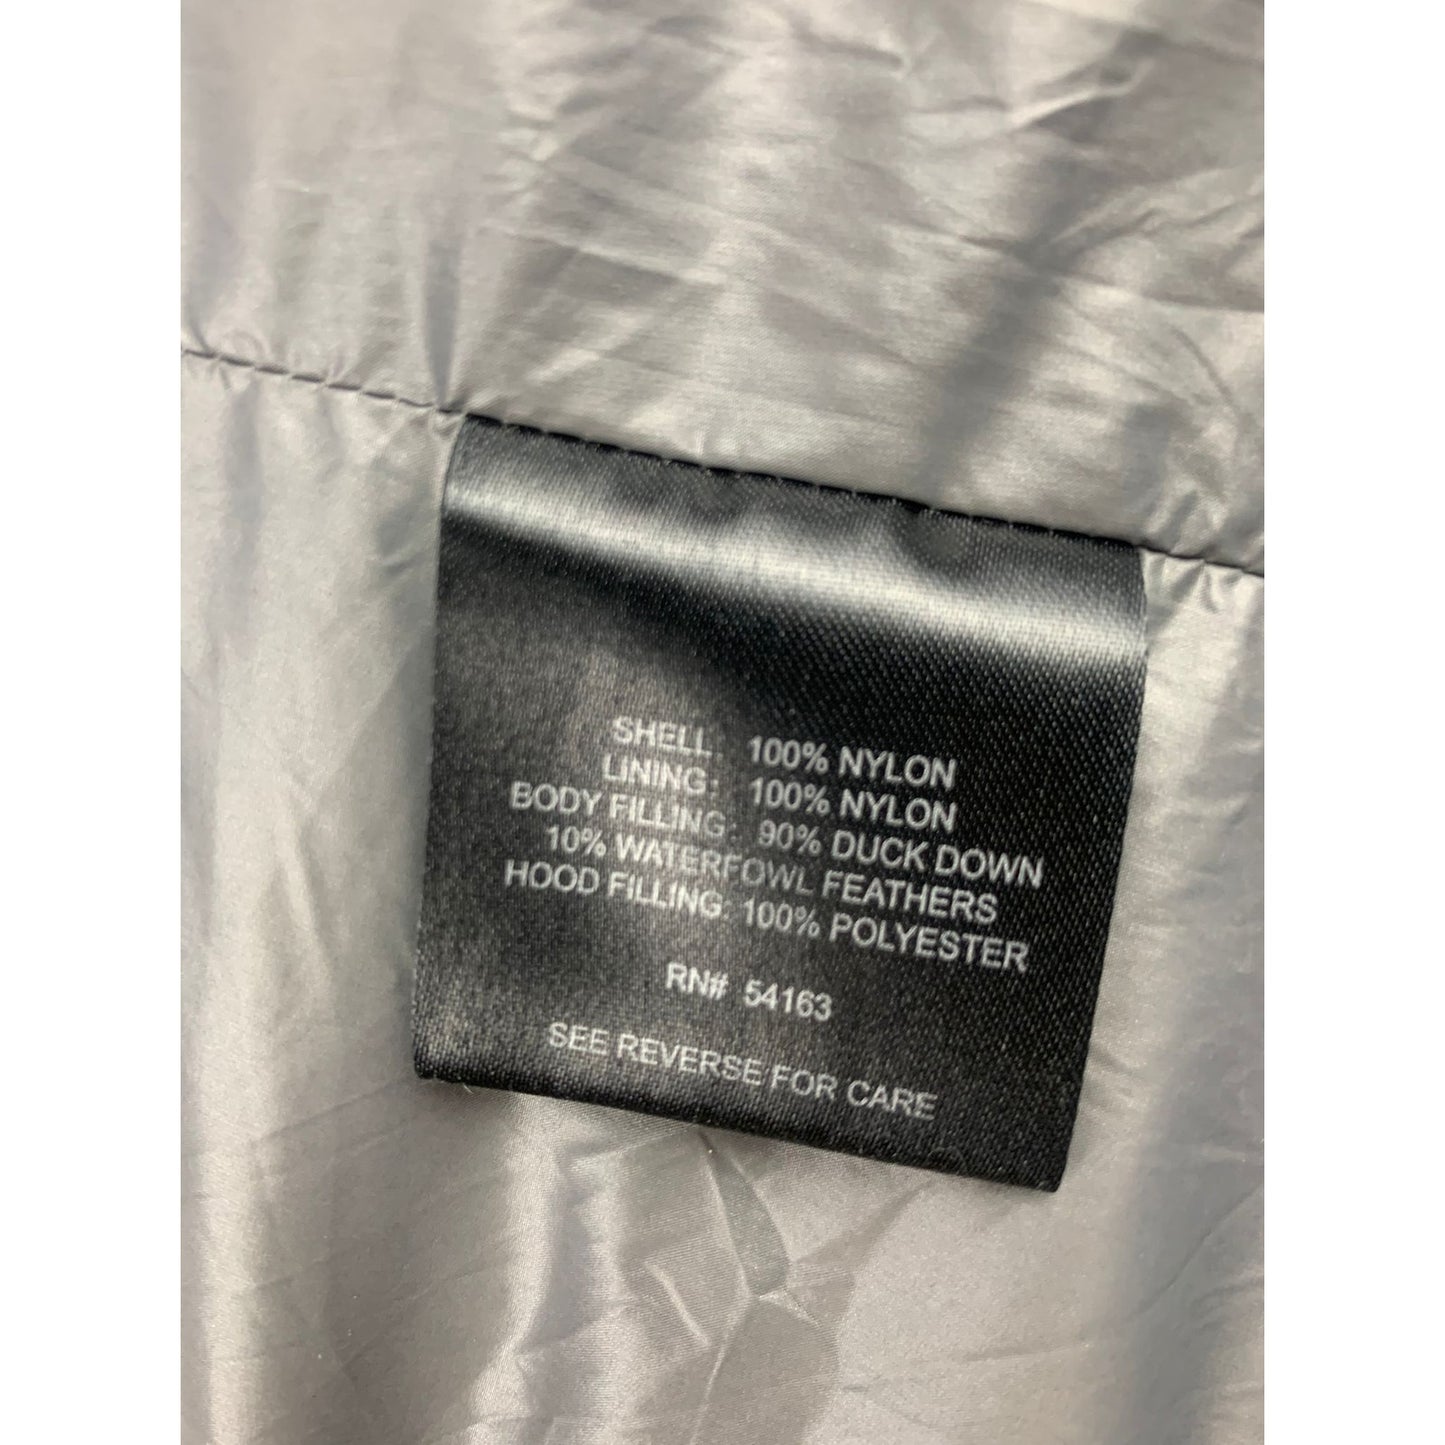 SHELL: 100% NYLON
LINING: 100% NYLON
BODY FILLING: 90% DUCK DOWN
10% WATERFOWL FEATHERS
HOOD FILLING: 100% POLYESTER
RN# 54163
SEE REVERSE FOR CARE